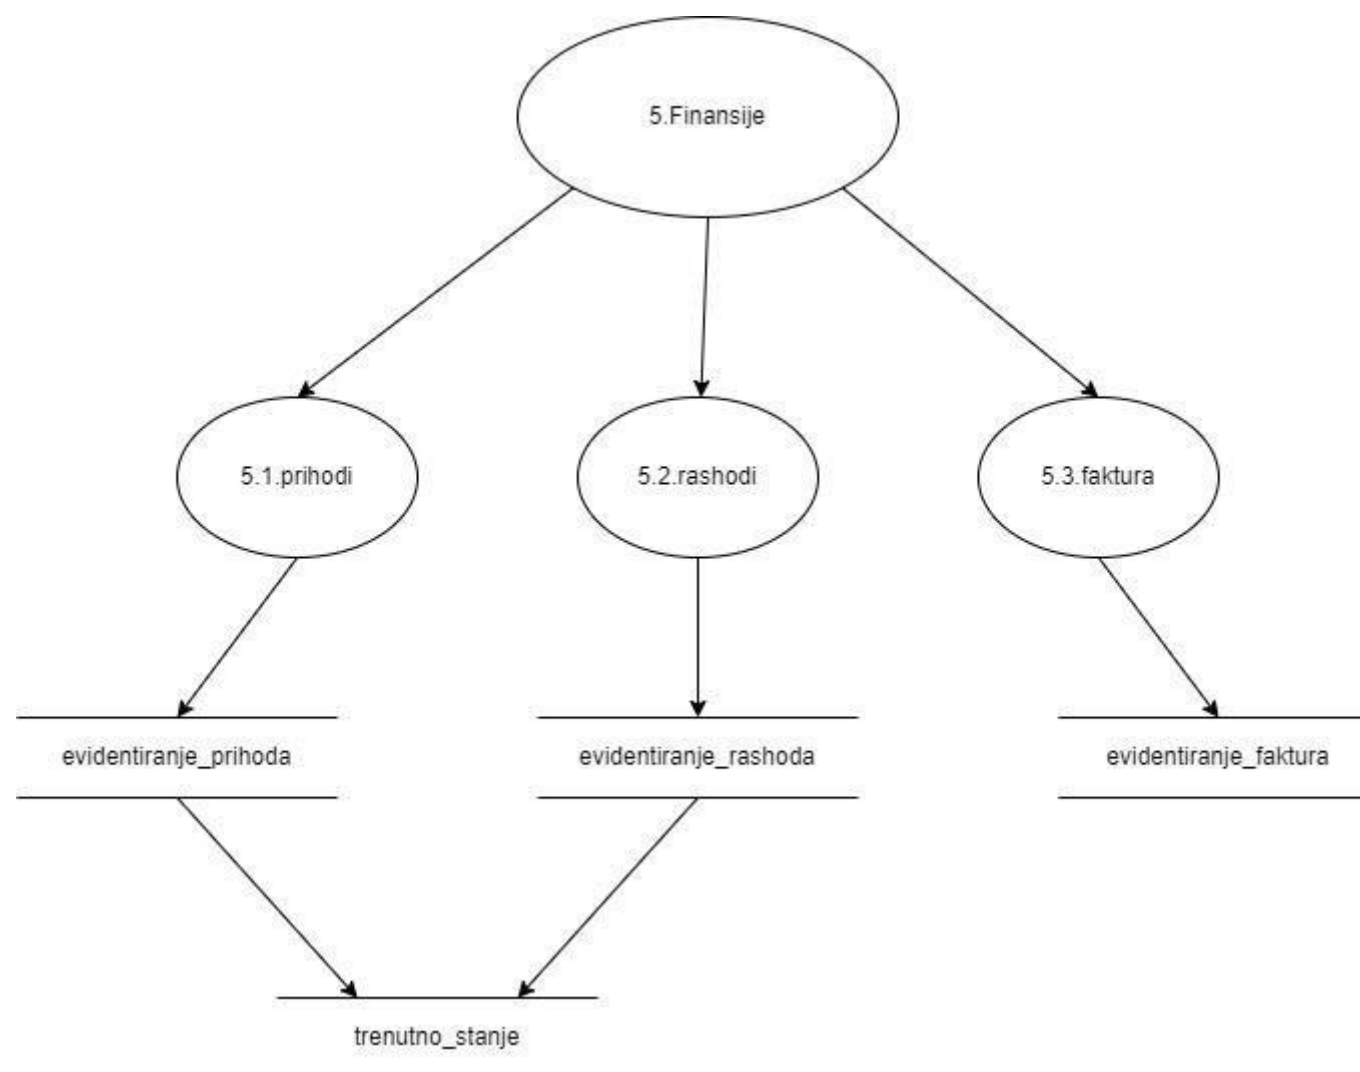 5.Finansije
5.1.prihodi
5.2.rashodi
5.3.faktura
evidentiranje_prihoda
evidentiranje_rashoda
evidentiranje_faktura
trenutno_stanje